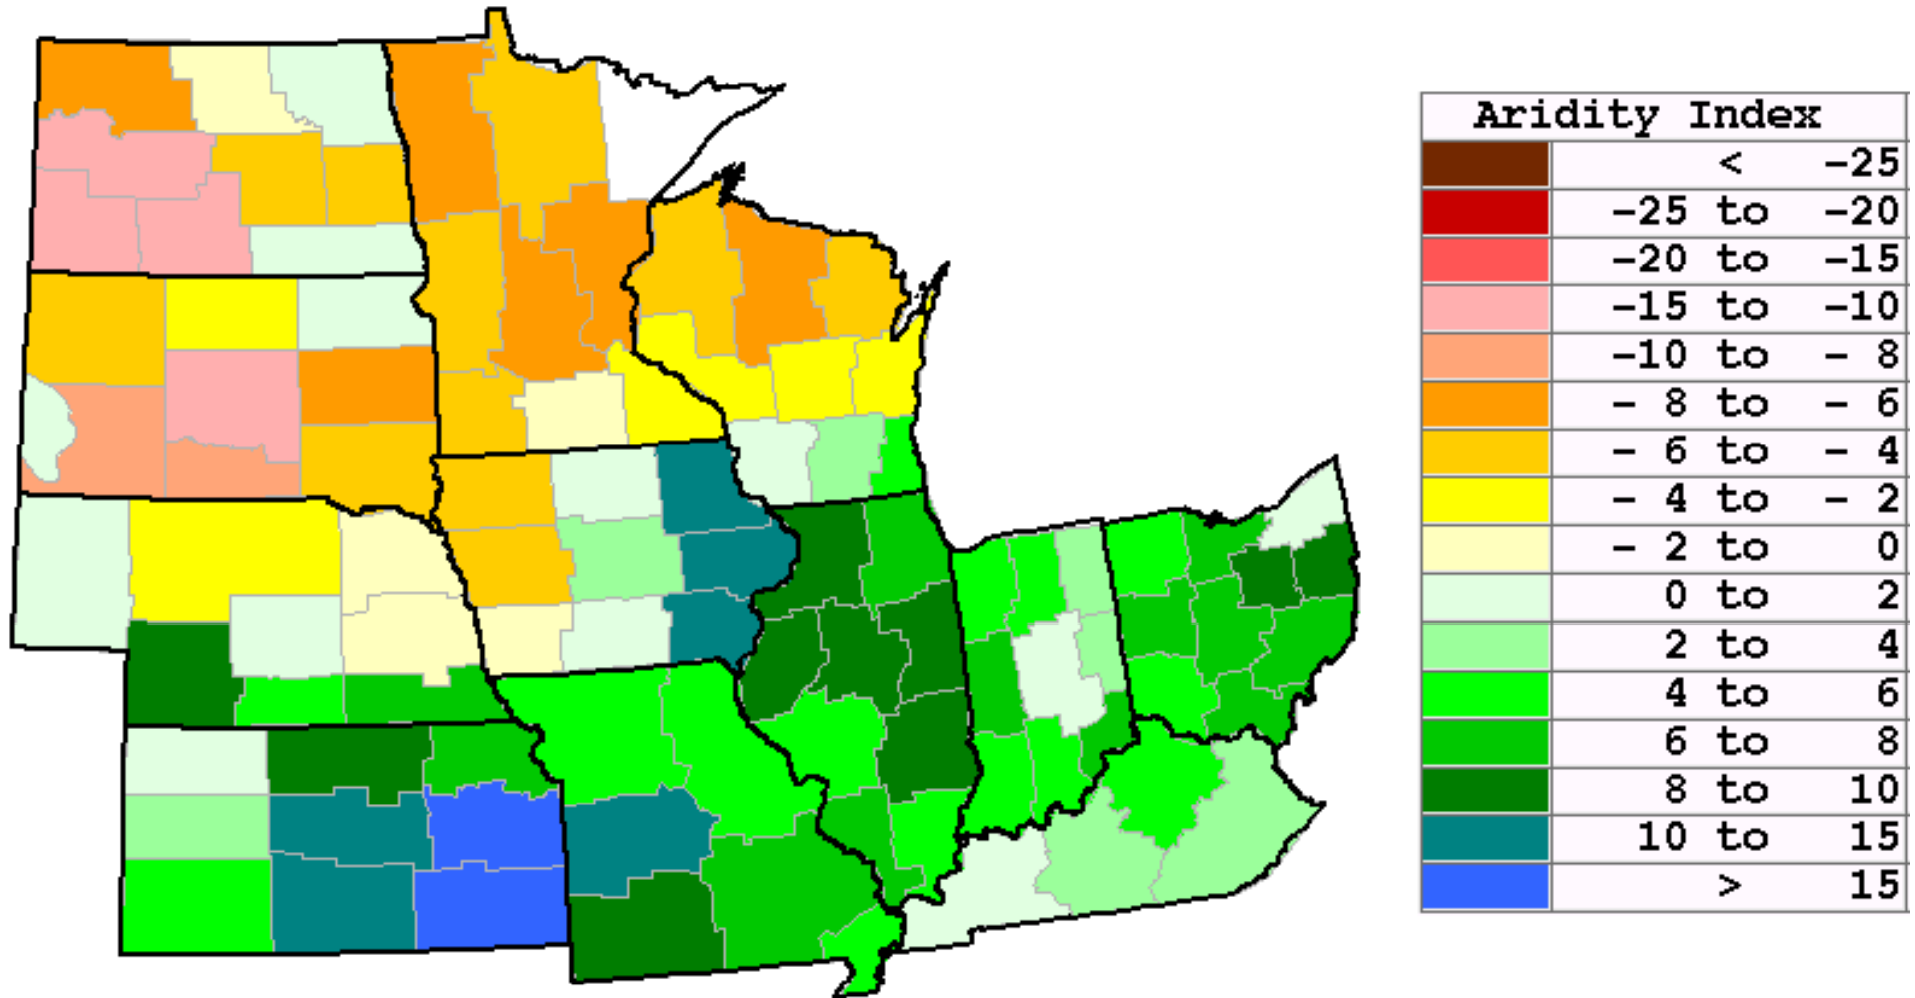 Aridity Index
< -25
-25 to -20
-20 to -15
-15 to -10
-10 to - 8
- 8 to - 6
- 6 to - 4
- 4 to - 2
- 2 to 0
0 to 2
2 to 4
4 to 6
6 to 8
8 to 10
10 to 15
> 15